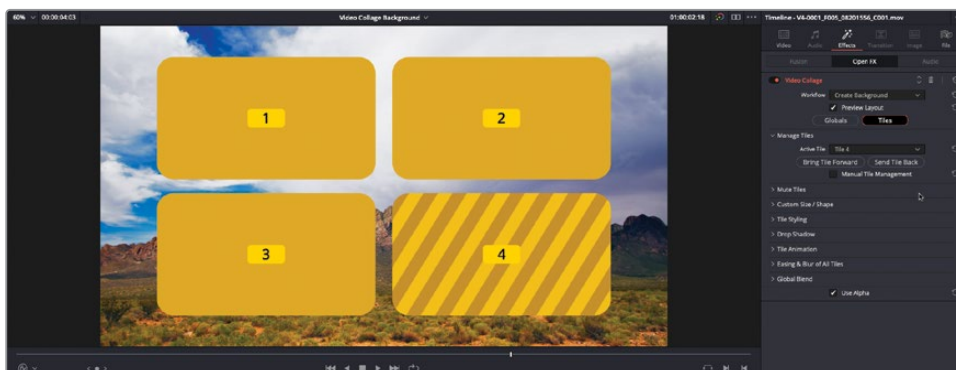 60% 00:00:04:03 Video Collage Background 01:00:02:18 Timeline - V4-0001_F005_04201556_C001.mov
Video Audio Effects Transition Image File
Fusion Open FX Audio
Video Collage
Workflow Create Background
Preview Layout
Globals Tiles
Manage Tiles
Active Tile Tile 4
Bring Tile Forward Send Tile Back
Manual Tile Management
Mute Tiles
Custom Size / Shape
Tile Styling
Drop Shadow
Tile Animation
Easing & Blur of All Tiles
Global Blend
Use Alpha
1 2
3 4